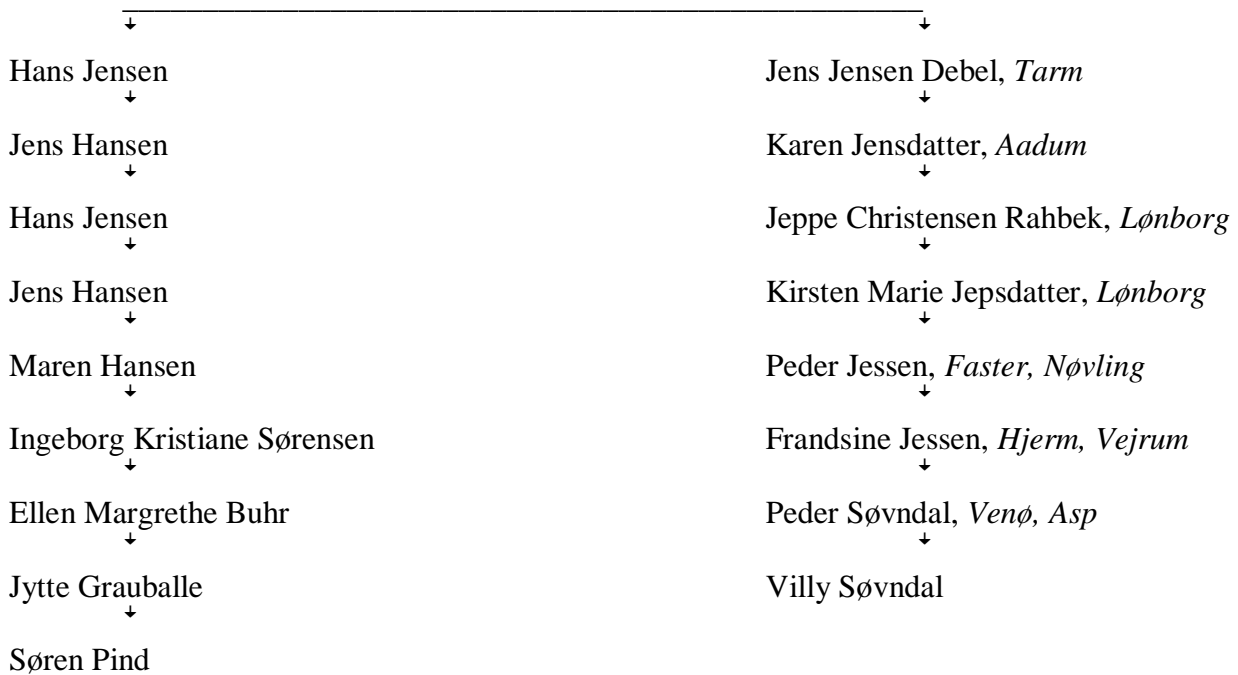 Hans Jensen Jens Jensen Debel, Tarm
Jens Hansen Karen Jensdatter, Aadum
Hans Jensen Jeppe Christensen Rahbek, Lønborg
Jens Hansen Kirsten Marie Jepsdatter, Lønborg
Maren Hansen Peder Jessen, Faster, Nøvling
Ingeborg Kristiane Sørensen Frandsine Jessen, Hjerm, Vejrum
Ellen Margrethe Buhr Peder Søvndal, Venø, Asp
Jytte Grauballe Villy Søvndal
Søren Pind